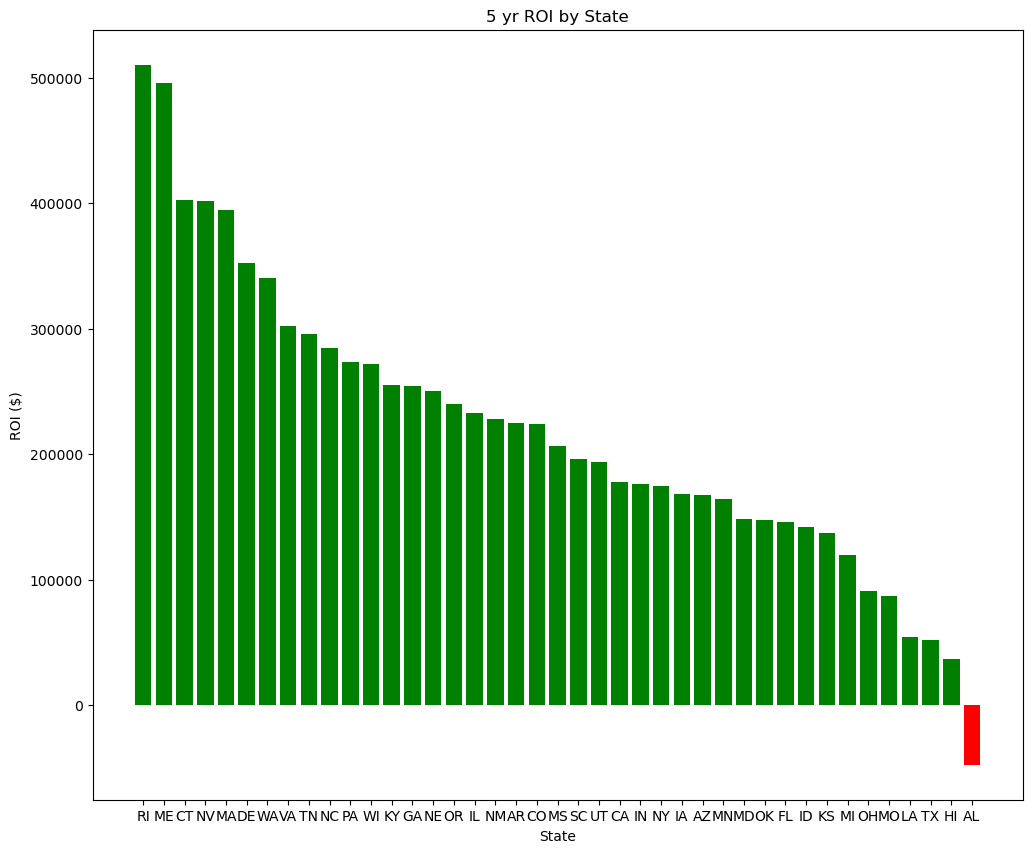 5 yr ROI by State
ROI ($)
500000
400000
300000
200000
100000
0
RI ME CT NV MA DE WA VA TN NC PA WI KY GA NE OR IL NM AR CO MS SC UT CA IN NY IA AZ MN MD OK FL ID KS MI OH MO LA TX HI AL
State